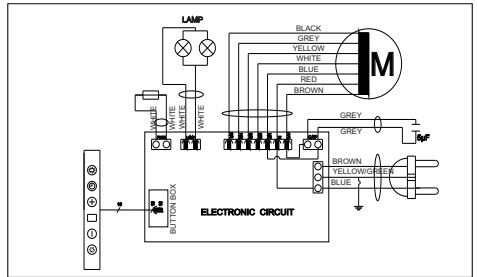 LAMP
BLACK
GREY
YELLOW
WHITE
BLUE
RED
BROWN
M
WHITE
WHITE
WHITE
WHITE
GREY
GREY
5µF
BROWN
YELLOW/GREEN
BLUE
BUTTON BOX
ELECTRONIC CIRCUIT